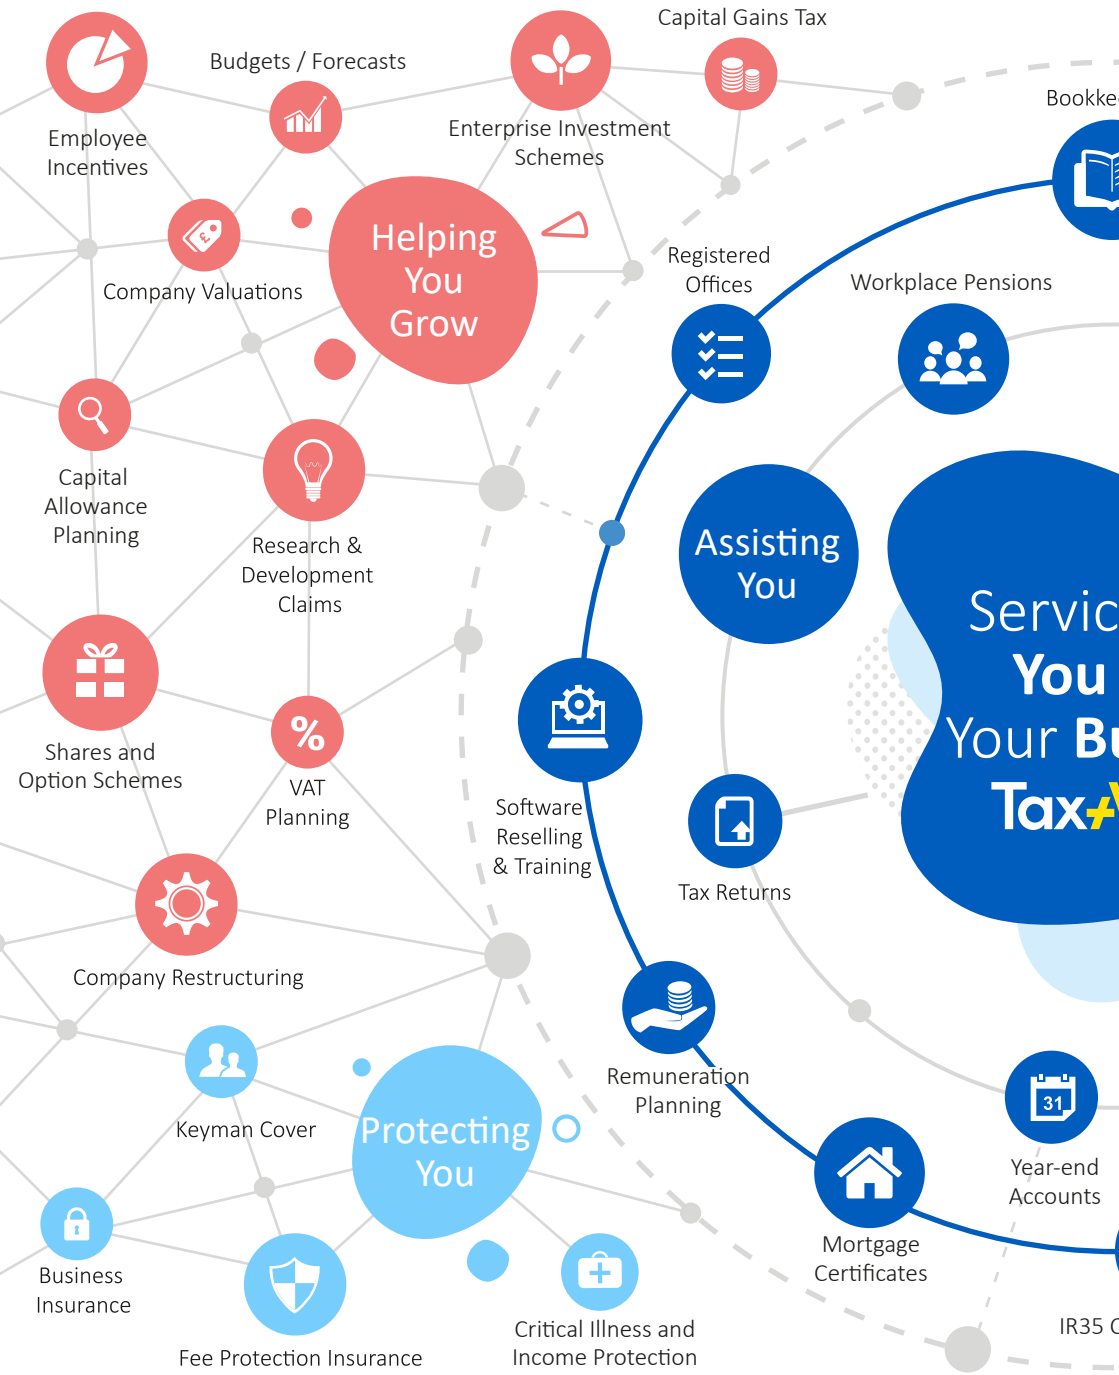 Capital Gains Tax
Budgets / Forecasts
Employee
Incentives
Enterprise Investment
Schemes
£
Company Valuations
Helping
You
Grow
Capital
Allowance
Planning
Research &
Development
Claims
Shares and
Option Schemes
%
VAT
Planning
Company Restructuring
Registered
Offices
Workplace Pensions
Assisting
You
Your
You
Tax+
Software
Reselling
& Training
Tax Returns
Remuneration
Planning
31
Year-end
Accounts
Mortgage
Certificates
IR35
Keyman Cover
Protecting
You
Business
Insurance
Fee Protection Insurance
Critical Illness and
Income Protection